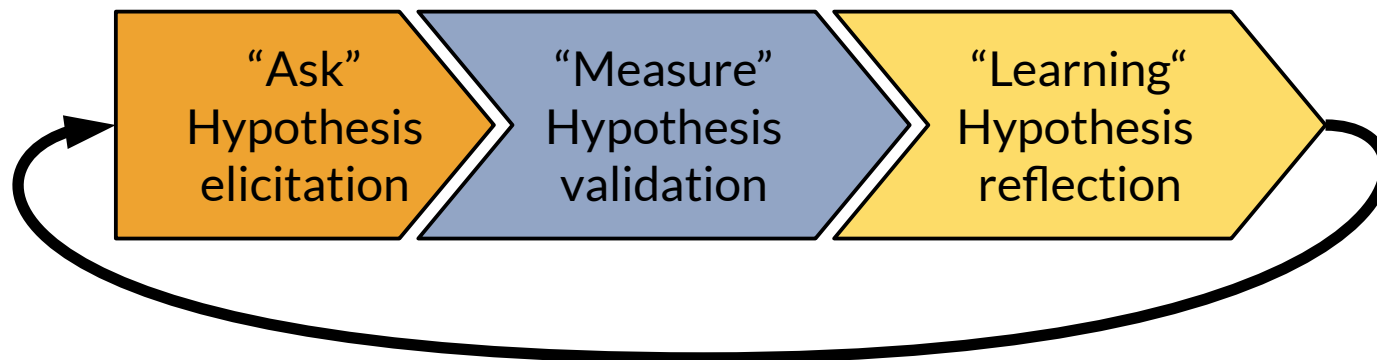 “Ask”
Hypothesis
elicitation
“Measure”
Hypothesis
validation
“Learning“
Hypothesis
reflection